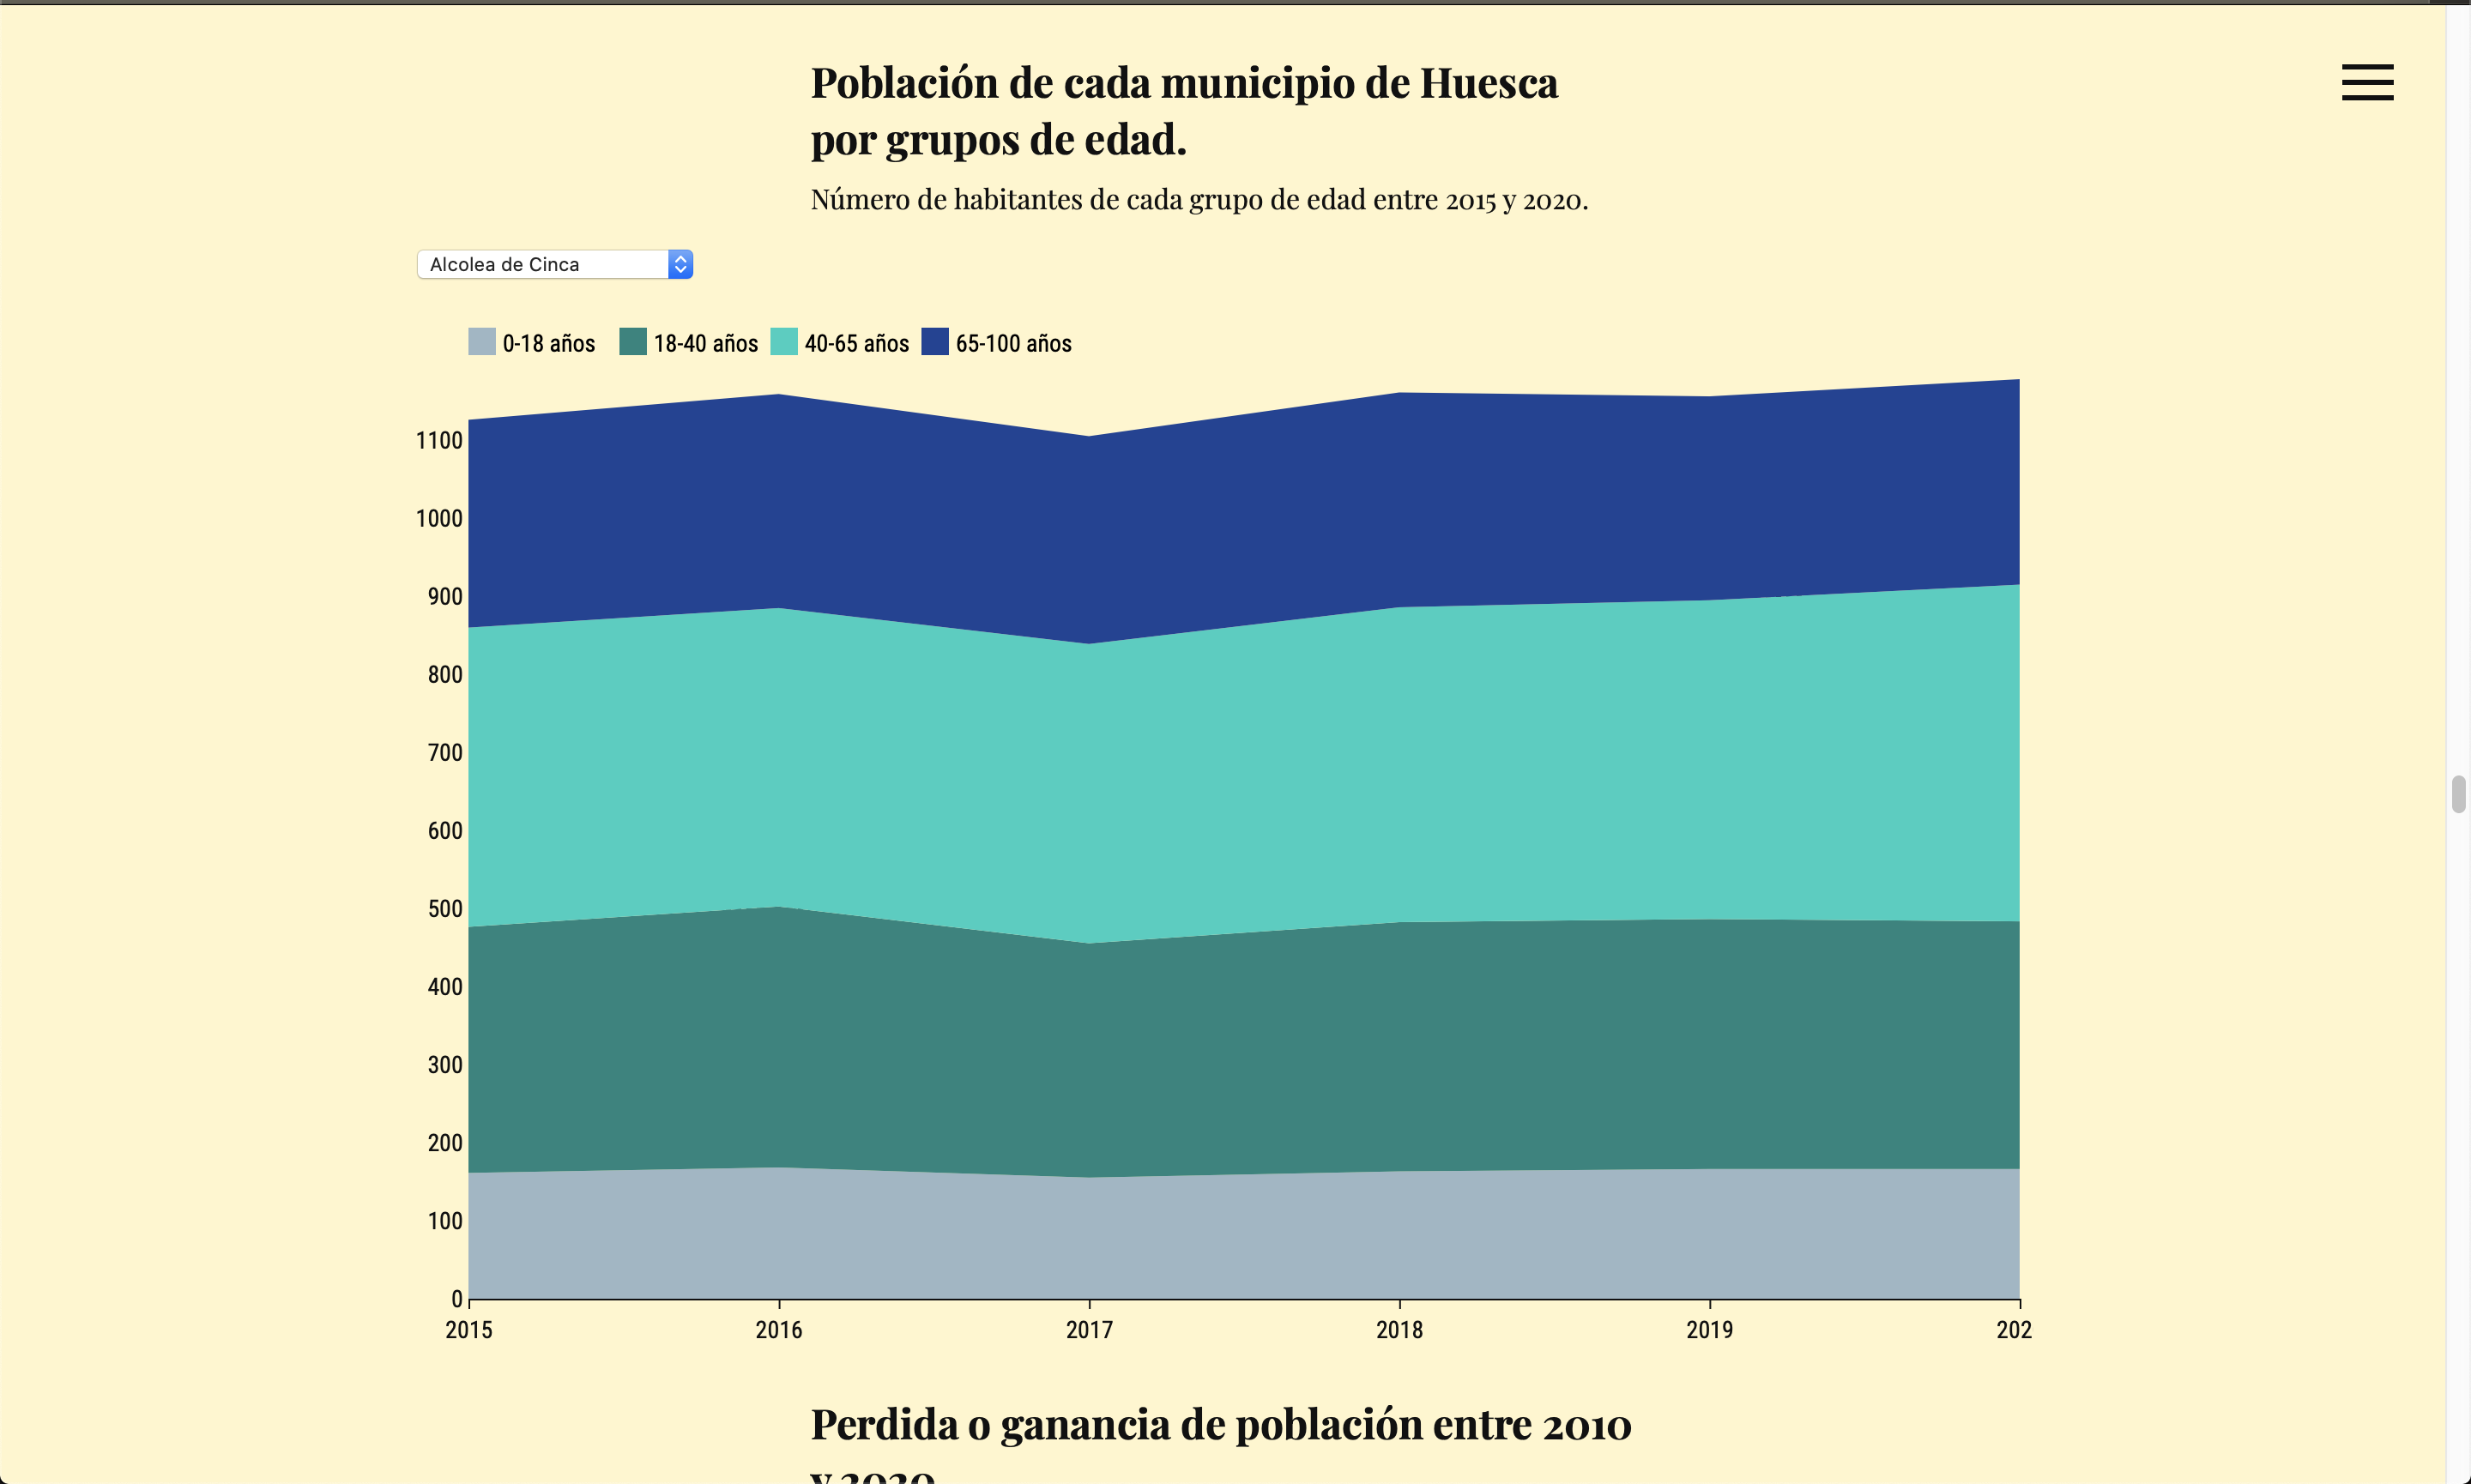 Población de cada municipio de Huesca
por grupos de edad.
Número de habitantes de cada grupo de edad entre 2015 y 2020.
Alcolea de Cinca
0-18 años 18-40 años 40-65 años 65-100 años
1100
1000
900
800
700
600
500
400
300
200
100
0
2015 2016 2017 2018 2019 202
Perdida o ganancia de población entre 2010
y 2020